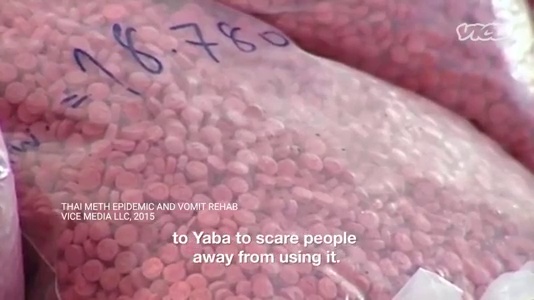 18.780
VICE
THAI METH EPIDEMIC AND VOMIT REHAB
VICE MEDIA LLC, 2015
to Yaba to scare people
away from using it.